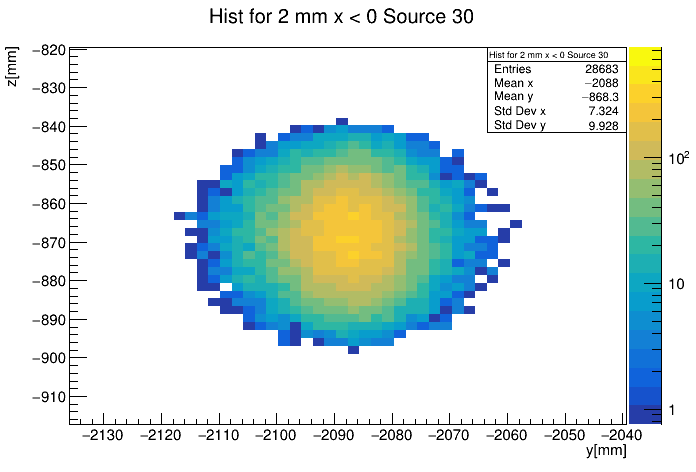 Hist for 2 mm x < 0 Source 30
z[mm]
−820
−830
−840
−850
−860
−870
−880
−890
−900
−910
Hist for 2 mm x < 0 Source 30
Entries 28683
Mean x −2088
Mean y −868.3
Std Dev x 7.324
Std Dev y 9.928
10²
10
1
−2130 −2120 −2110 −2100 −2090 −2080 −2070 −2060 −2050 −2040
y[mm]